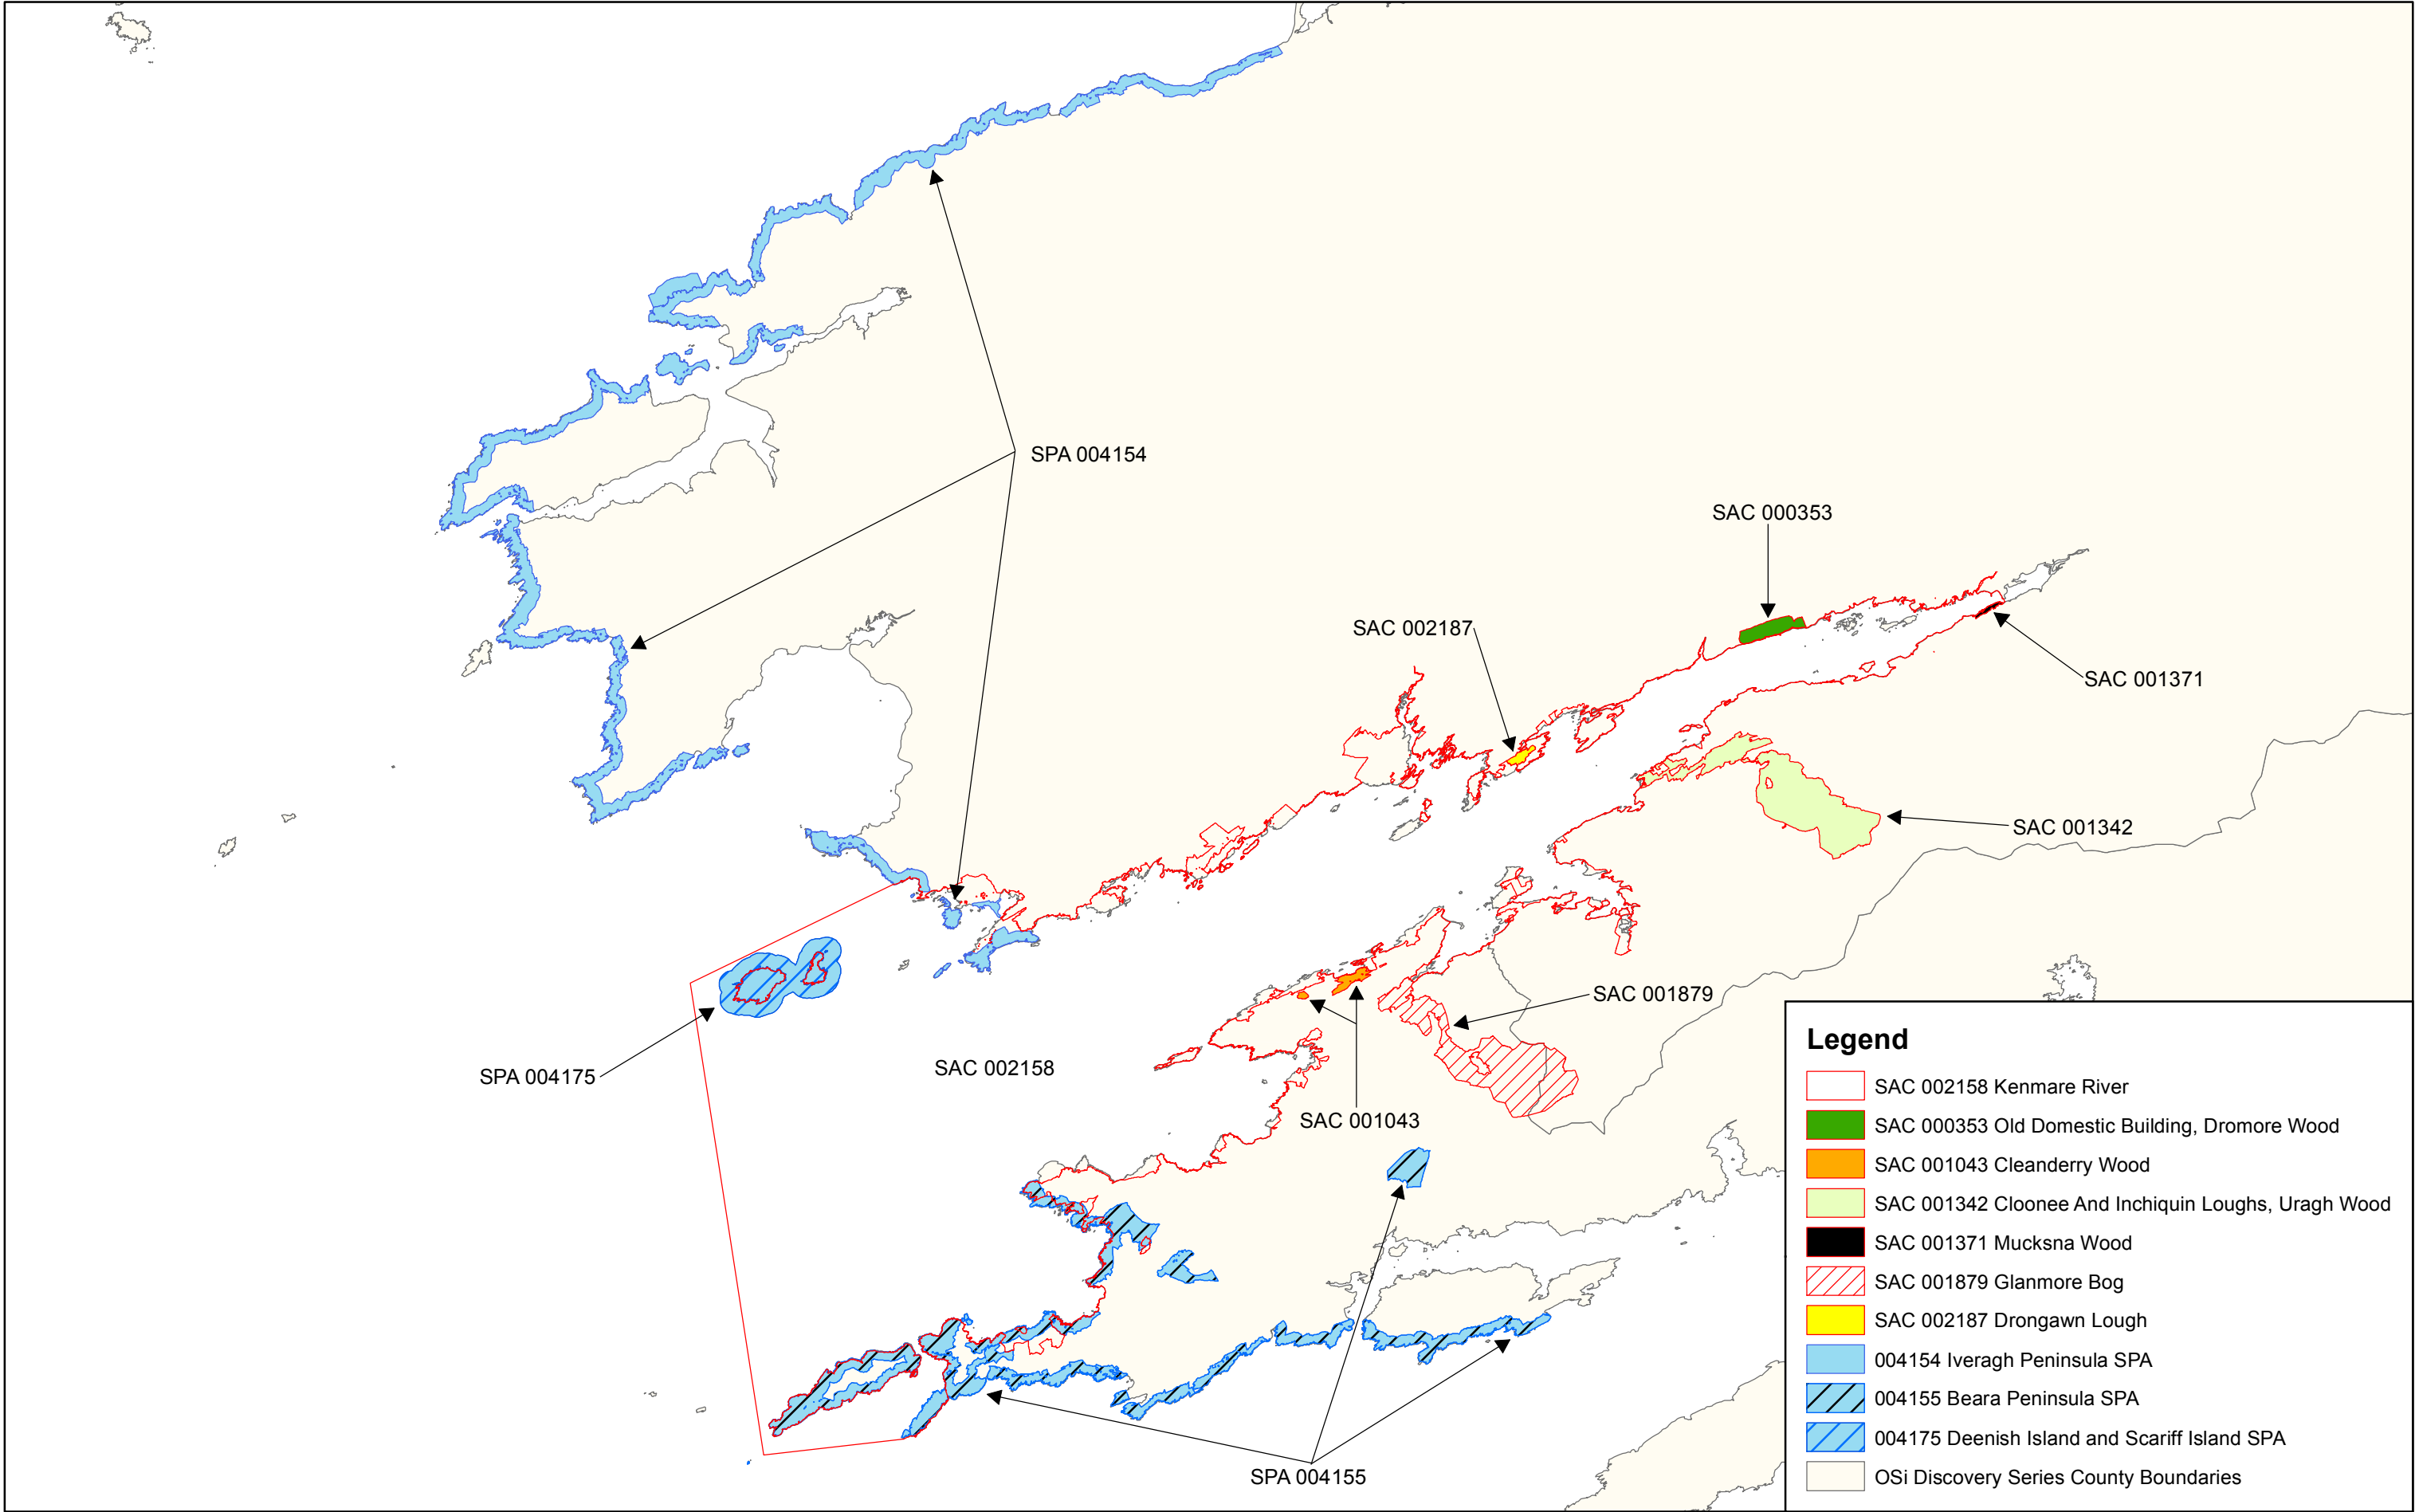 SPA 004154
SAC 000353
SAC 002187
SAC 001371
SAC 001342
SAC 001879
SPA 004175
SAC 002158
SAC 001043
SPA 004155
Legend
SAC 002158 Kenmare River
SAC 000353 Old Domestic Building, Dromore Wood
SAC 001043 Cleanderry Wood
SAC 001342 Cloonee And Inchiquin Loughs, Uragh Wood
SAC 001371 Mucksna Wood
SAC 001879 Glanmore Bog
SAC 002187 Drongawn Lough
004154 Iveragh Peninsula SPA
004155 Beara Peninsula SPA
004175 Deenish Island and Scariff Island SPA
OSi Discovery Series County Boundaries